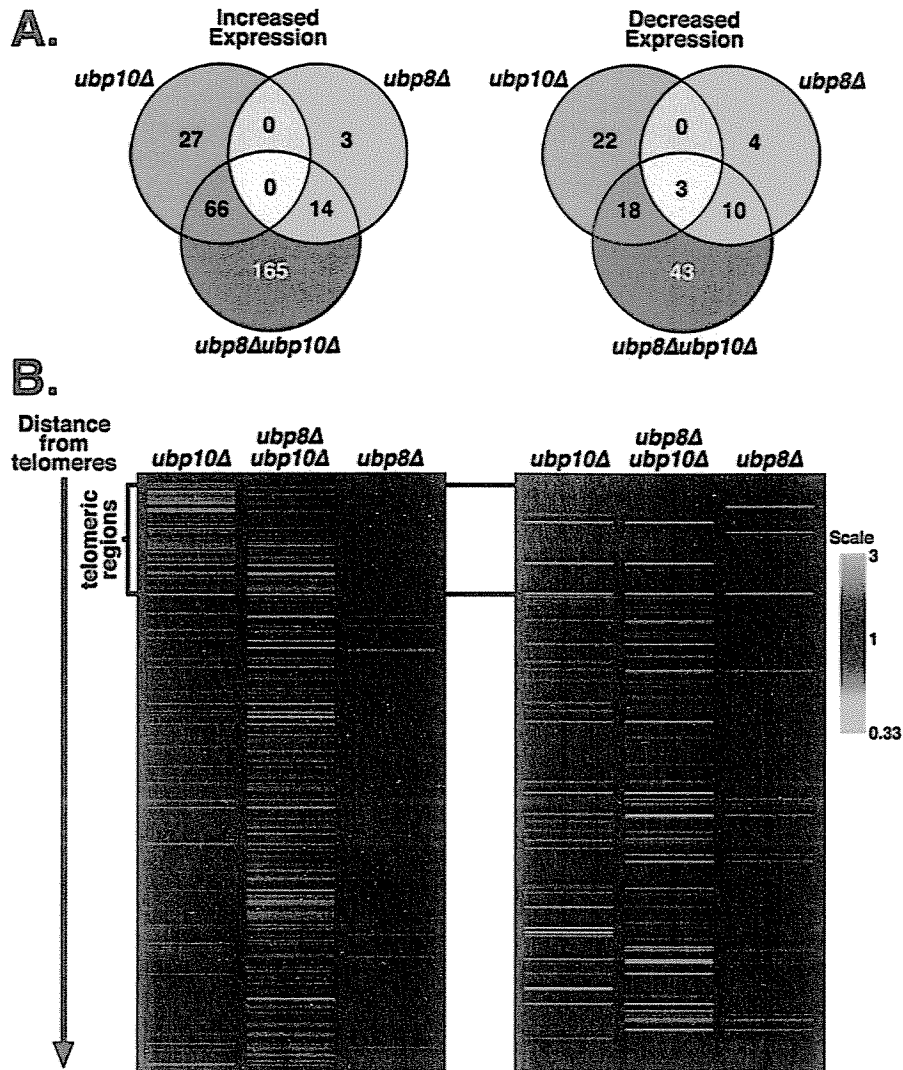 A.
Increased
Expression
ubp10Δ
ubp8Δ
27
0
3
0
66
14
165
ubp8Δubp10Δ
Decreased
Expression
ubp10Δ
ubp8Δ
22
0
4
3
18
10
43
ubp8Δubp10Δ
B.
Distance
from
telomeres
telomeric
regions
ubp10Δ
ubp8Δ
ubp10Δ
ubp8Δ
ubp10Δ
ubp8Δ
ubp10Δ
ubp8Δ
Scale
3
1
0.33